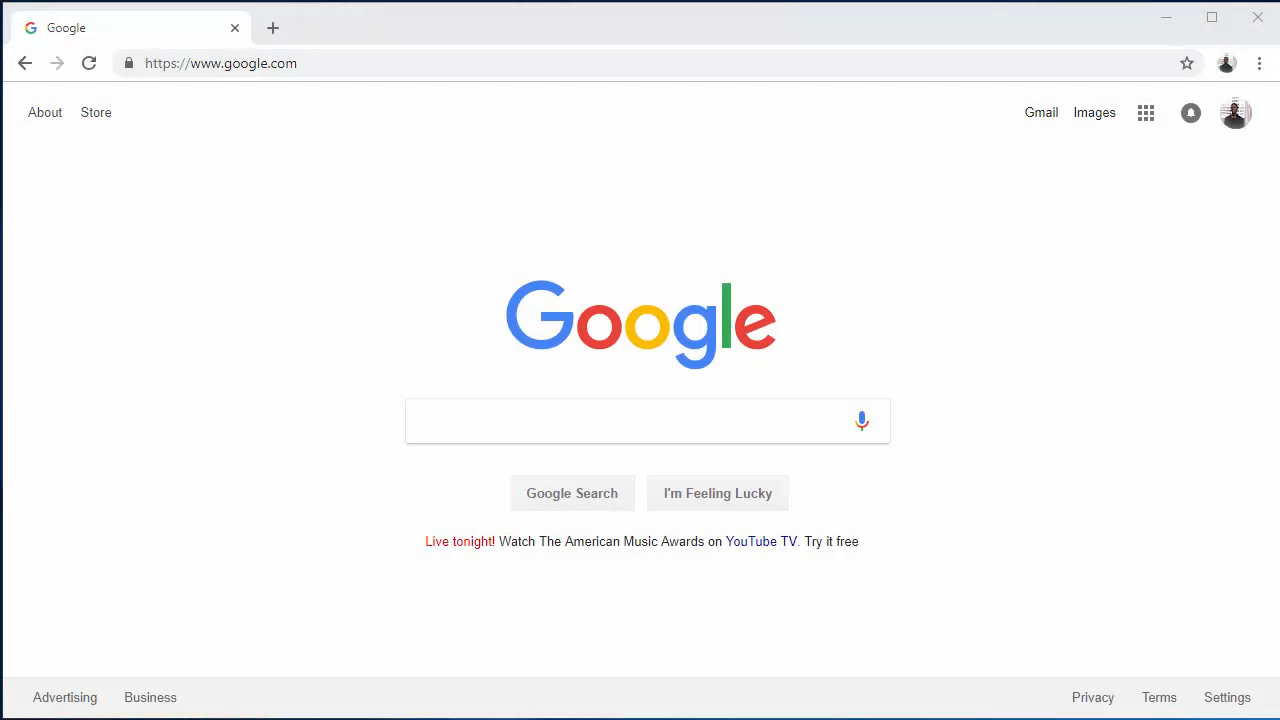 Google
https://www.google.com
About Store Gmail Images
Google
Google Search I'm Feeling Lucky
Live tonight! Watch The American Music Awards on YouTube TV. Try it free
Advertising Business Privacy Terms Settings